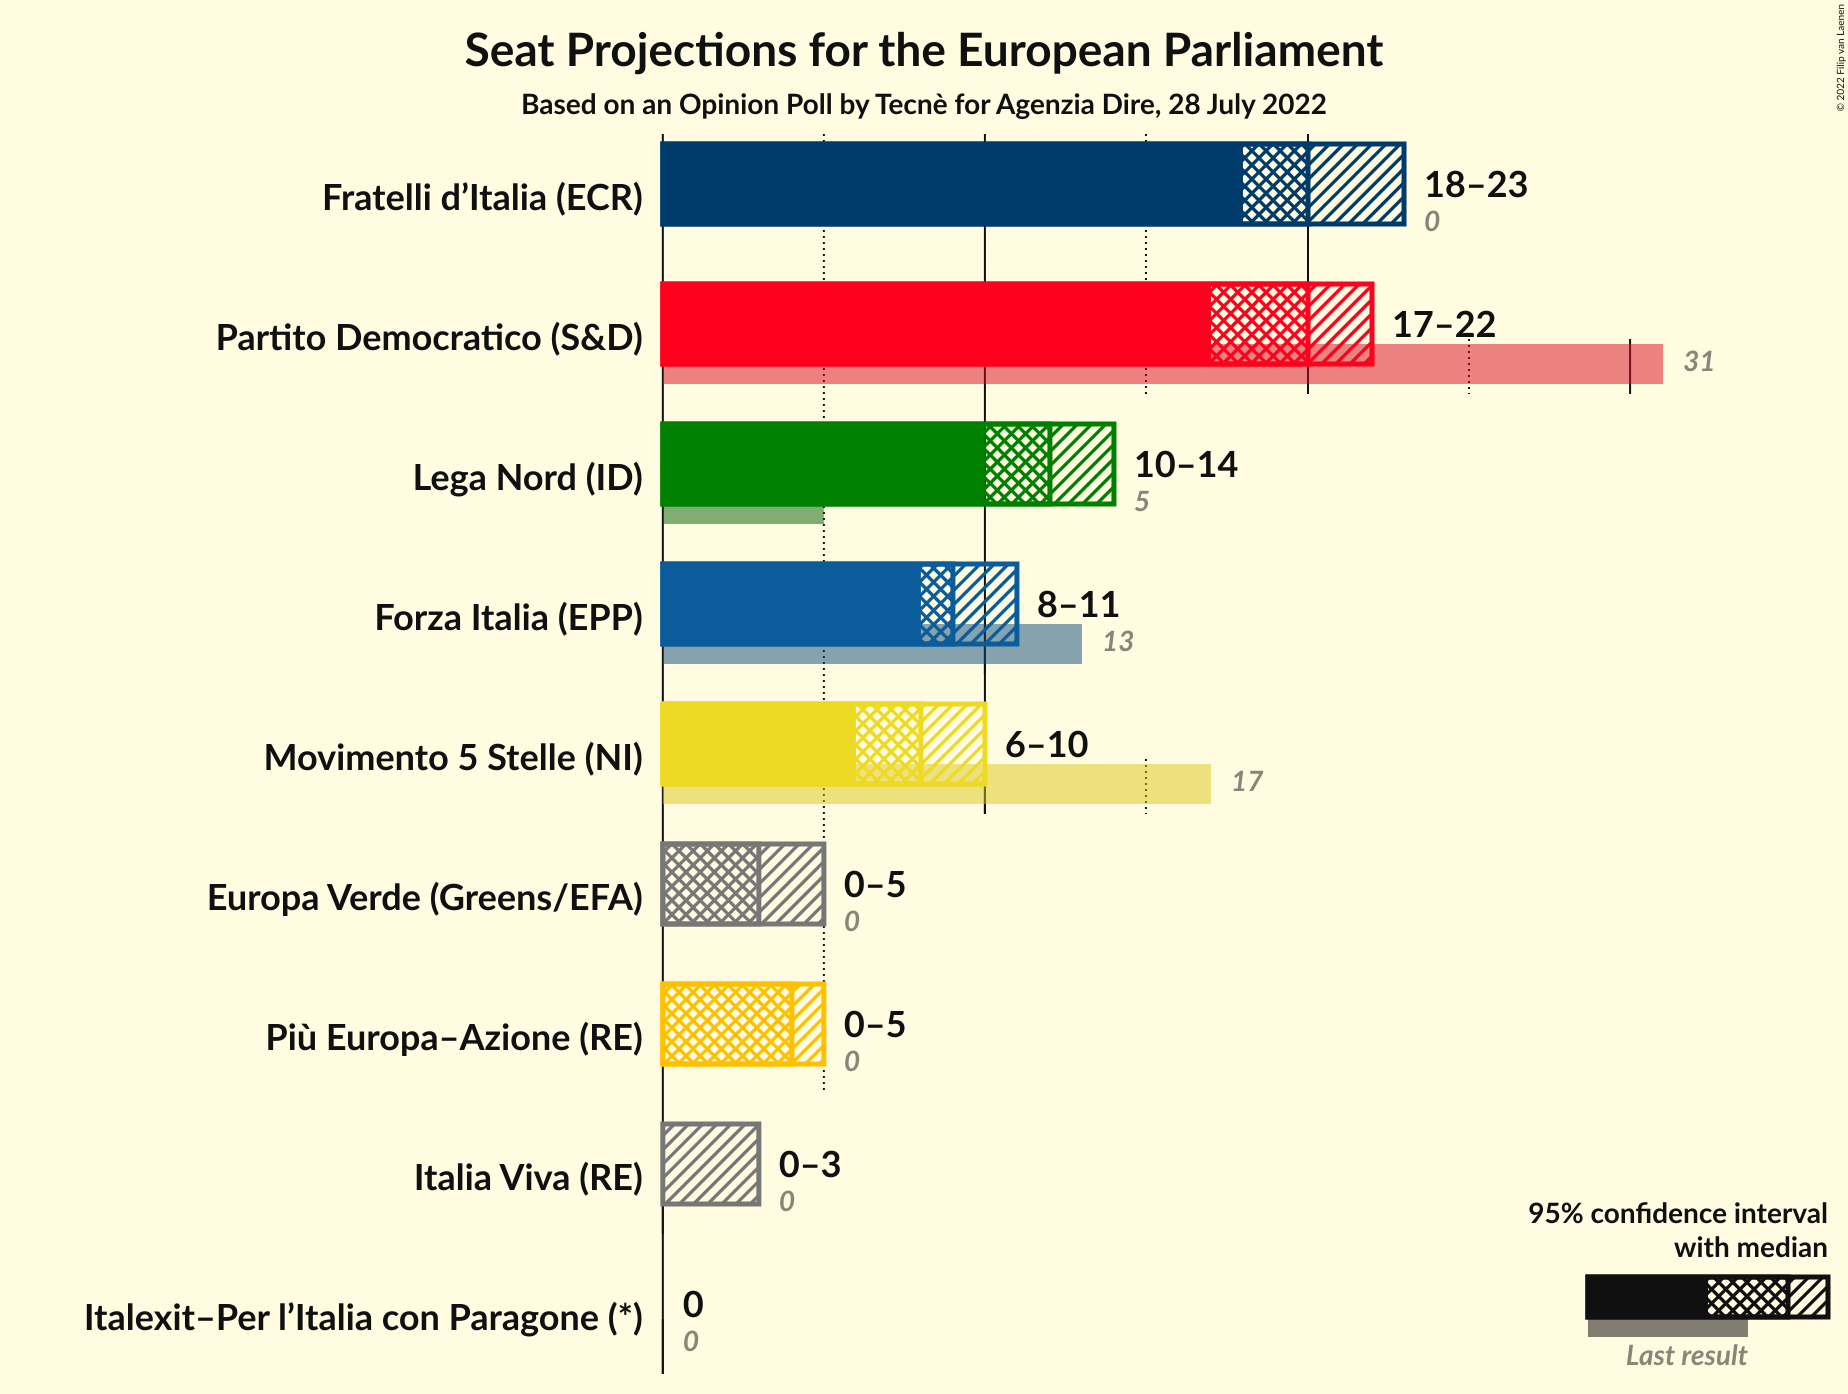 Seat Projections for the European Parliament
Based on an Opinion Poll by Tecnè for Agenzia Dire, 28 July 2022
© 2022 Filip van Laenen
Fratelli d’Italia (ECR)
18–23
0
Partito Democratico (S&D)
17–22
31
Lega Nord (ID)
10–14
5
Forza Italia (EPP)
8–11
13
Movimento 5 Stelle (NI)
6–10
17
Europa Verde (Greens/EFA)
0–5
0
Più Europa–Azione (RE)
0–5
0
Italia Viva (RE)
0–3
0
Italexit–Per l’Italia con Paragone (*)
0
0
95% confidence interval
with median
Last result